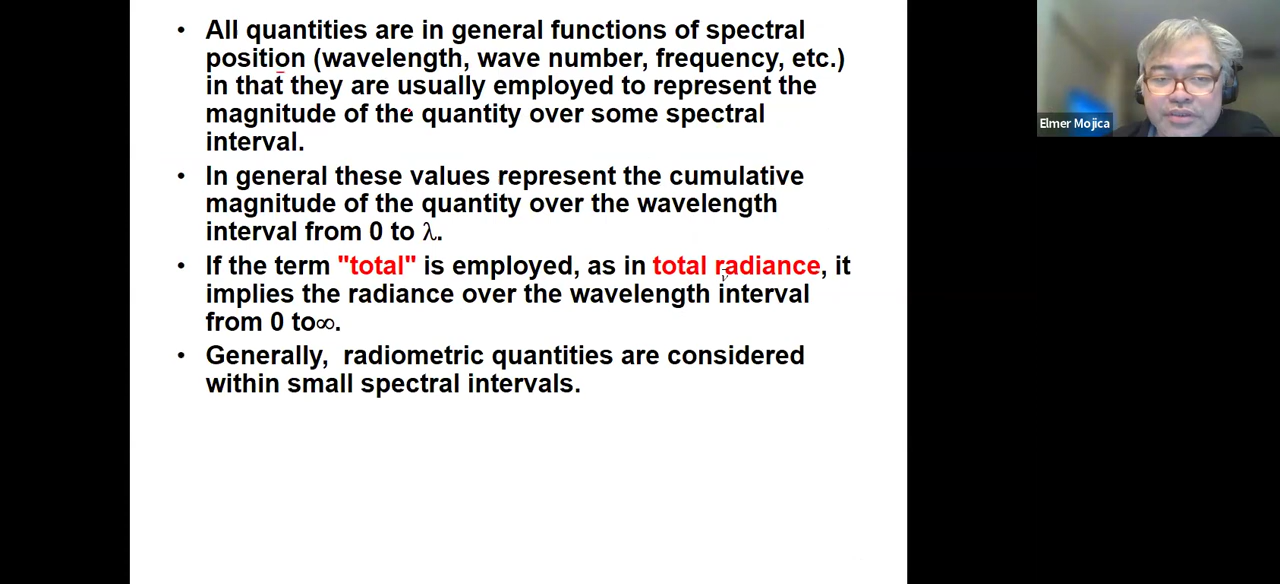 • All quantities are in general functions of spectral
position (wavelength, wave number, frequency, etc.)
in that they are usually employed to represent the
magnitude of the quantity over some spectral
interval.
• In general these values represent the cumulative
magnitude of the quantity over the wavelength
interval from 0 to λ.
• If the term "total" is employed, as in total radiance, it
implies the radiance over the wavelength interval
from 0 to∞.
• Generally,  radiometric quantities are considered
within small spectral intervals.
Elmer Mojica